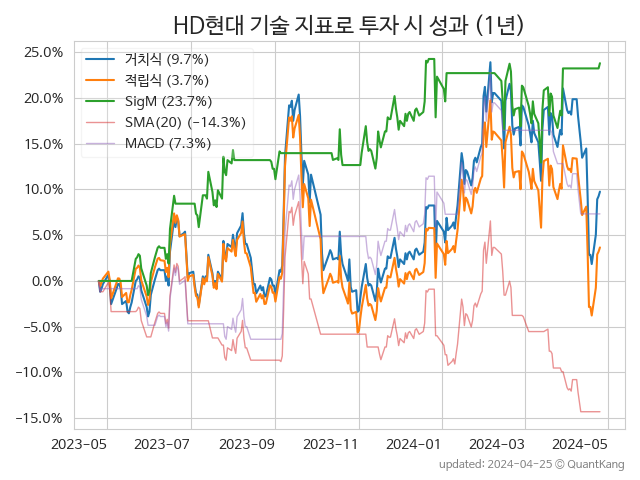 HD현대 기술 지표로 투자 시 성과 (1년)
25.0%
20.0%
15.0%
10.0%
5.0%
0.0%
−5.0%
−10.0%
−15.0%
거치식 (9.7%)
적립식 (3.7%)
SigM (23.7%)
SMA(20) (−14.3%)
MACD (7.3%)
2023-05 2023-07 2023-09 2023-11 2024-01 2024-03 2024-05
updated: 2024-04-25 ⓒ QuantKang